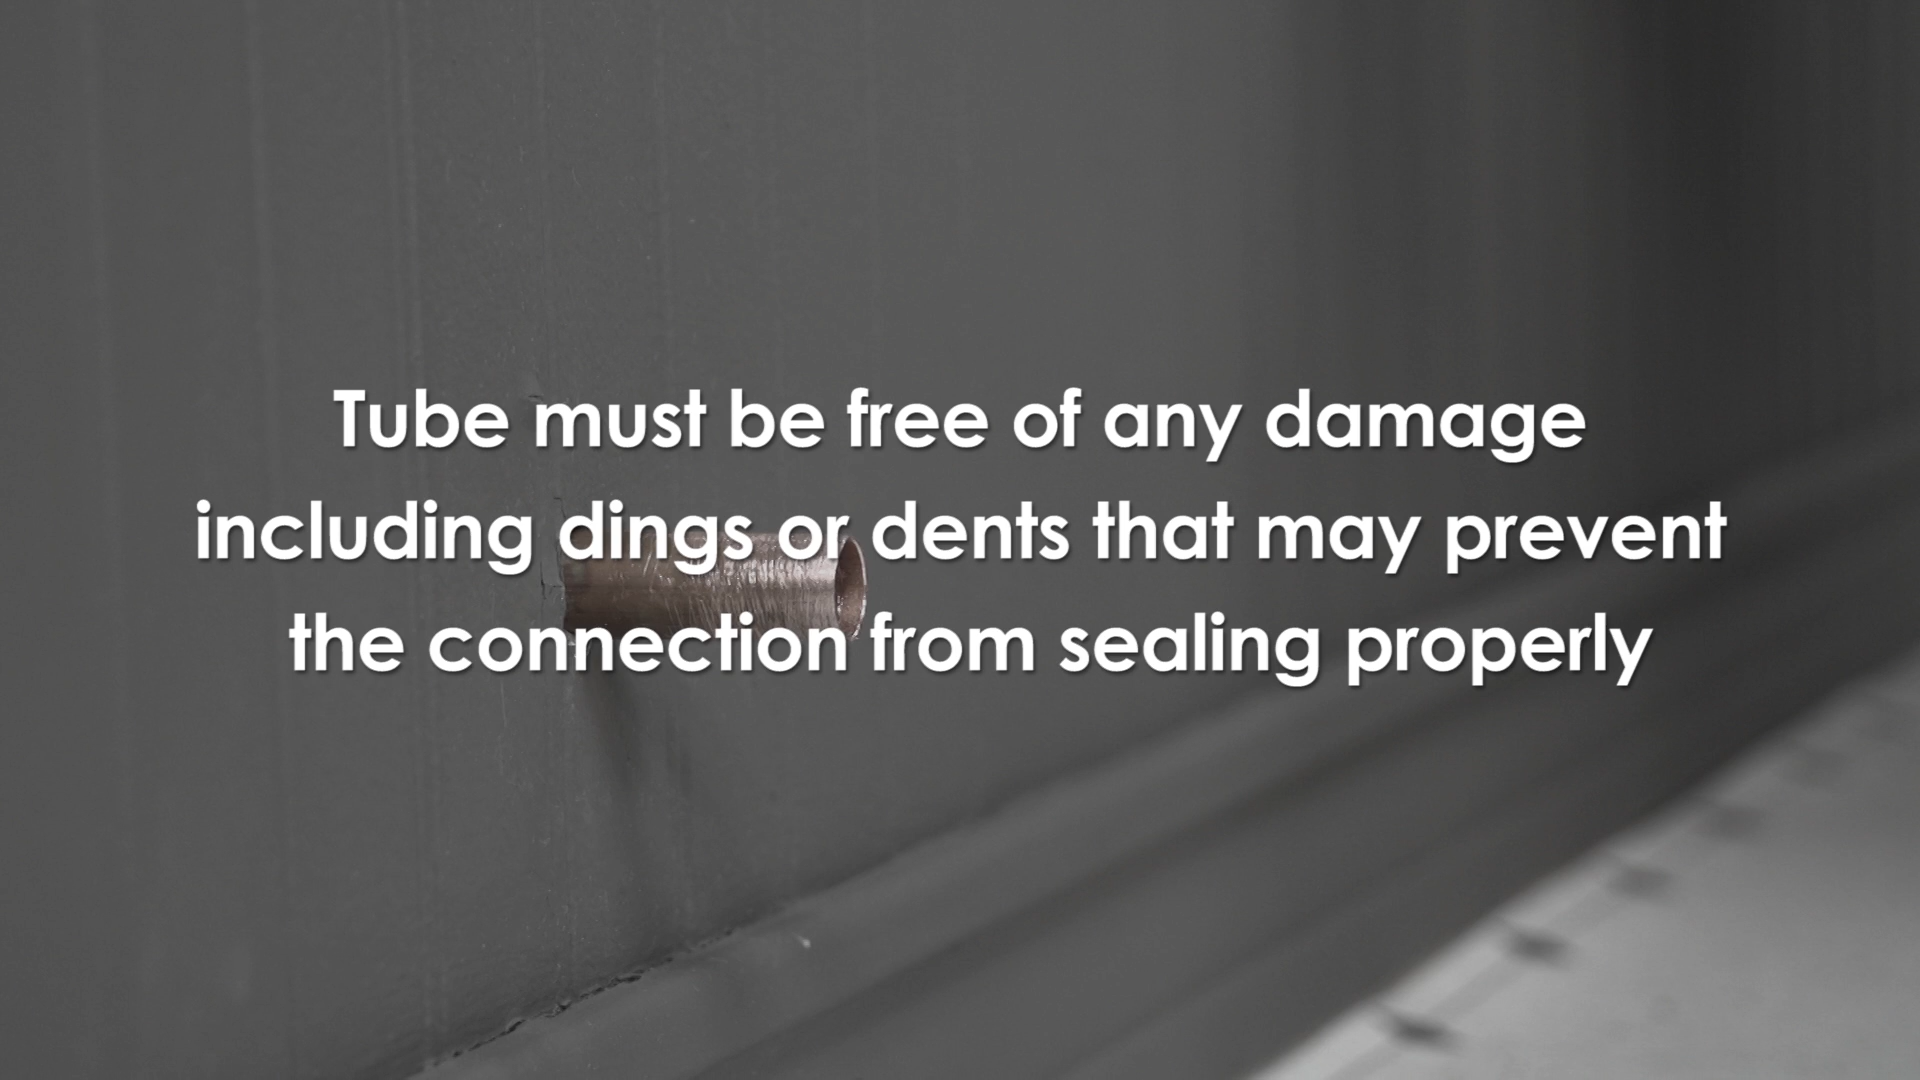 Tube must be free of any damage
including dings or dents that may prevent
the connection from sealing properly